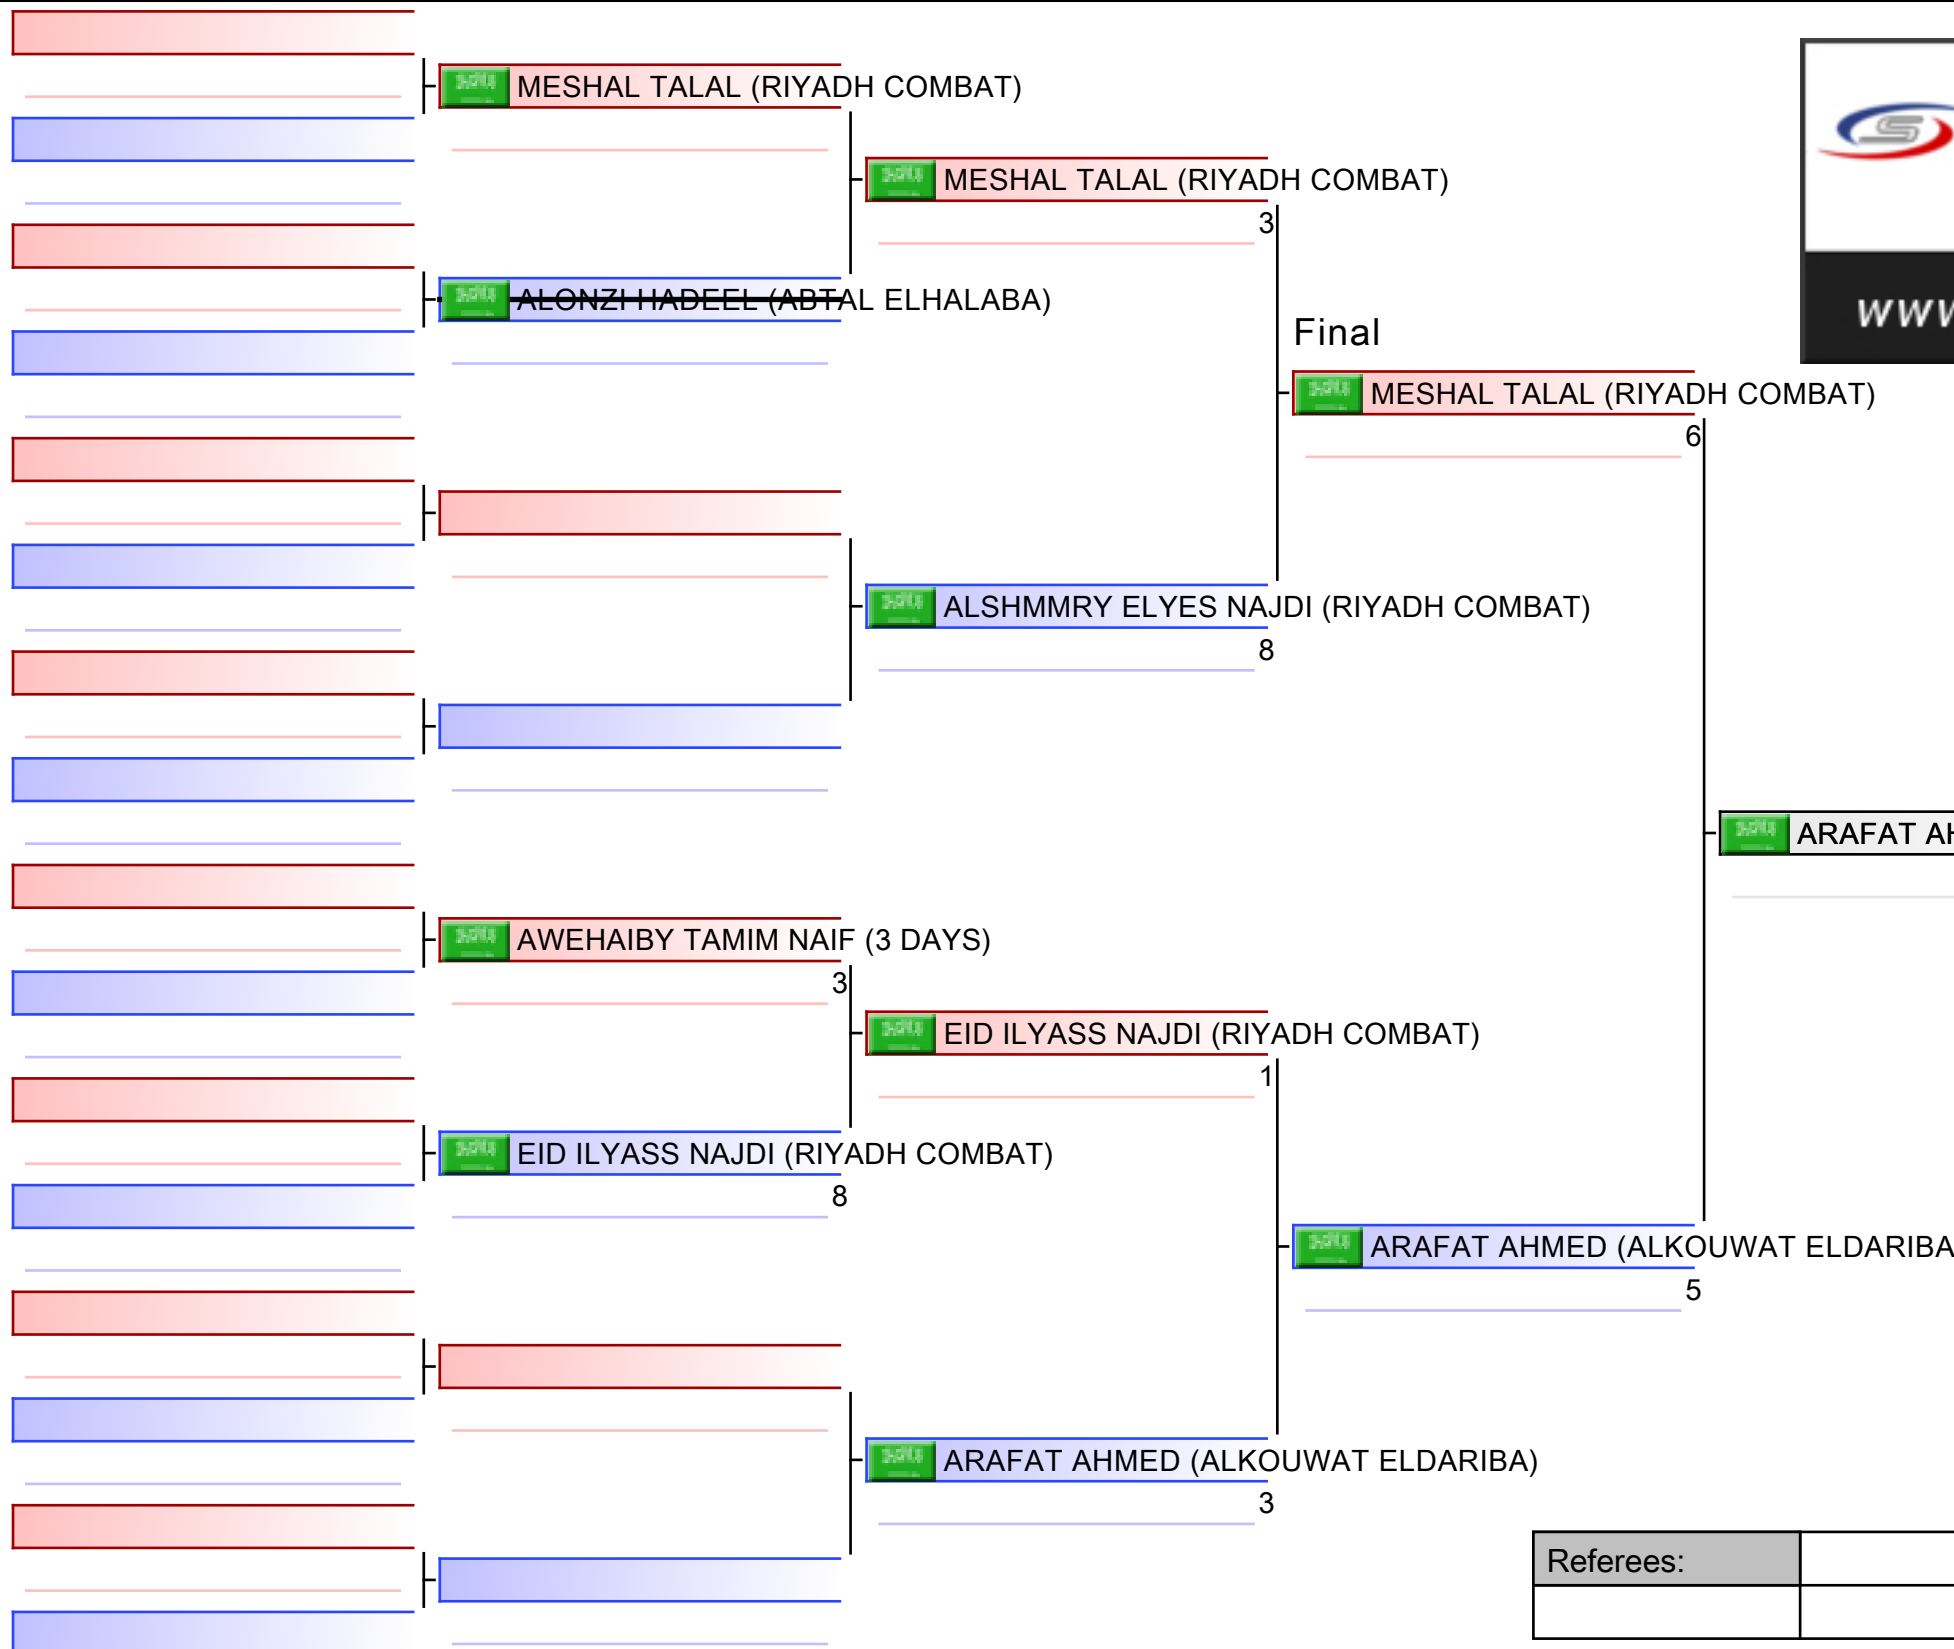 MESHAL TALAL (RIYADH COMBAT)
MESHAL TALAL (RIYADH COMBAT)
3
ALONZI HADEEL (ABTAL ELHALABA)
www
Final
MESHAL TALAL (RIYADH COMBAT)
6
ALSHMMRY ELYES NAJDI (RIYADH COMBAT)
8
ARAFAT AH
AWEHAIBY TAMIM NAIF (3 DAYS)
3
EID ILYASS NAJDI (RIYADH COMBAT)
1
EID ILYASS NAJDI (RIYADH COMBAT)
8
ARAFAT AHMED (ALKOUWAT ELDARIBA
5
ARAFAT AHMED (ALKOUWAT ELDARIBA)
3
Referees: